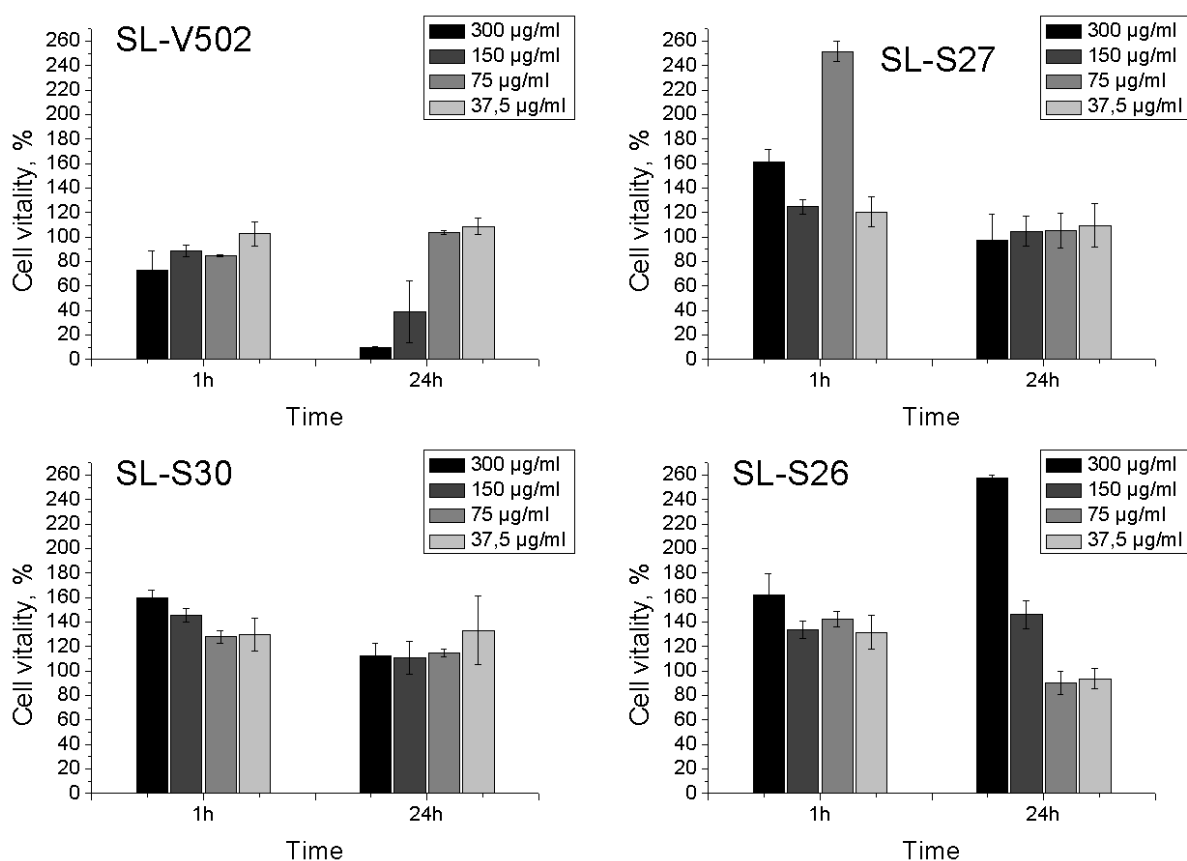 SL-V502
300 µg/ml
150 µg/ml
75 µg/ml
37,5 µg/ml
Cell vitality, %
260
240
220
200
180
160
140
120
100
80
60
40
20
0
1h
24h
Time
SL-S27
300 µg/ml
150 µg/ml
75 µg/ml
37,5 µg/ml
Cell vitality, %
260
240
220
200
180
160
140
120
100
80
60
40
20
0
1h
24h
Time
SL-S30
300 µg/ml
150 µg/ml
75 µg/ml
37,5 µg/ml
Cell vitality, %
260
240
220
200
180
160
140
120
100
80
60
40
20
0
1h
24h
Time
SL-S26
300 µg/ml
150 µg/ml
75 µg/ml
37,5 µg/ml
Cell vitality, %
260
240
220
200
180
160
140
120
100
80
60
40
20
0
1h
24h
Time